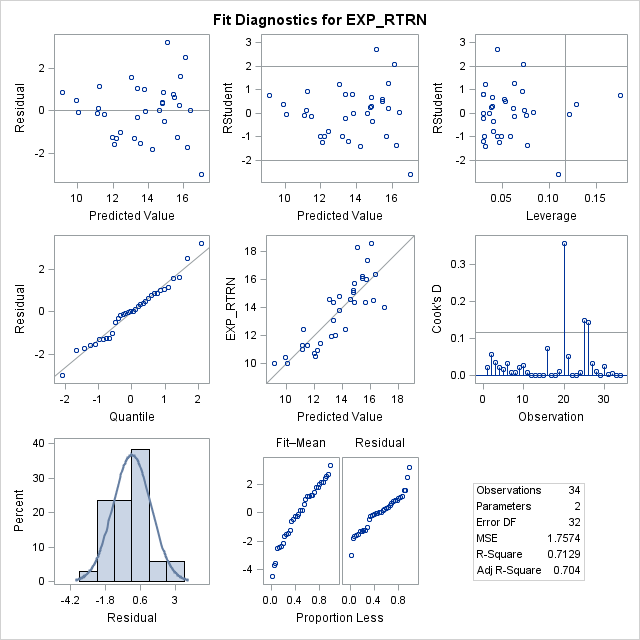 Fit Diagnostics for EXP_RTRN
Residual
2
0
-2
10 12 14 16
Predicted Value
RStudent
3
2
1
0
-1
-2
10 12 14 16
Predicted Value
RStudent
3
2
1
0
-1
-2
0.05 0.10 0.15
Leverage
Residual
2
0
-2
-2 -1 0 1 2
Quantile
EXP_RTRN
18
16
14
12
10
10 12 14 16 18
Predicted Value
Cook's D
0.3
0.2
0.1
0.0
0 10 20 30
Observation
Percent
40
30
20
10
0
-4.2 -1.8 0.6 3
Residual
Fit–Mean Residual
2
0
-2
-4
0.0 0.4 0.8 0.0 0.4 0.8
Proportion Less
Observations 34
Parameters 2
Error DF 32
MSE 1.7574
R-Square 0.7129
Adj R-Square 0.704